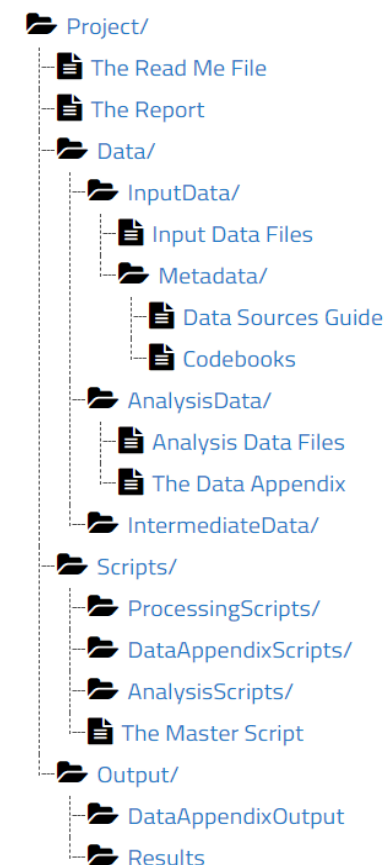 Project/
The Read Me File
The Report
Data/
InputData/
Input Data Files
Metadata/
Data Sources Guide
Codebooks
AnalysisData/
Analysis Data Files
The Data Appendix
IntermediateData/
Scripts/
ProcessingScripts/
DataAppendixScripts/
AnalysisScripts/
The Master Script
Output/
DataAppendixOutput
Results